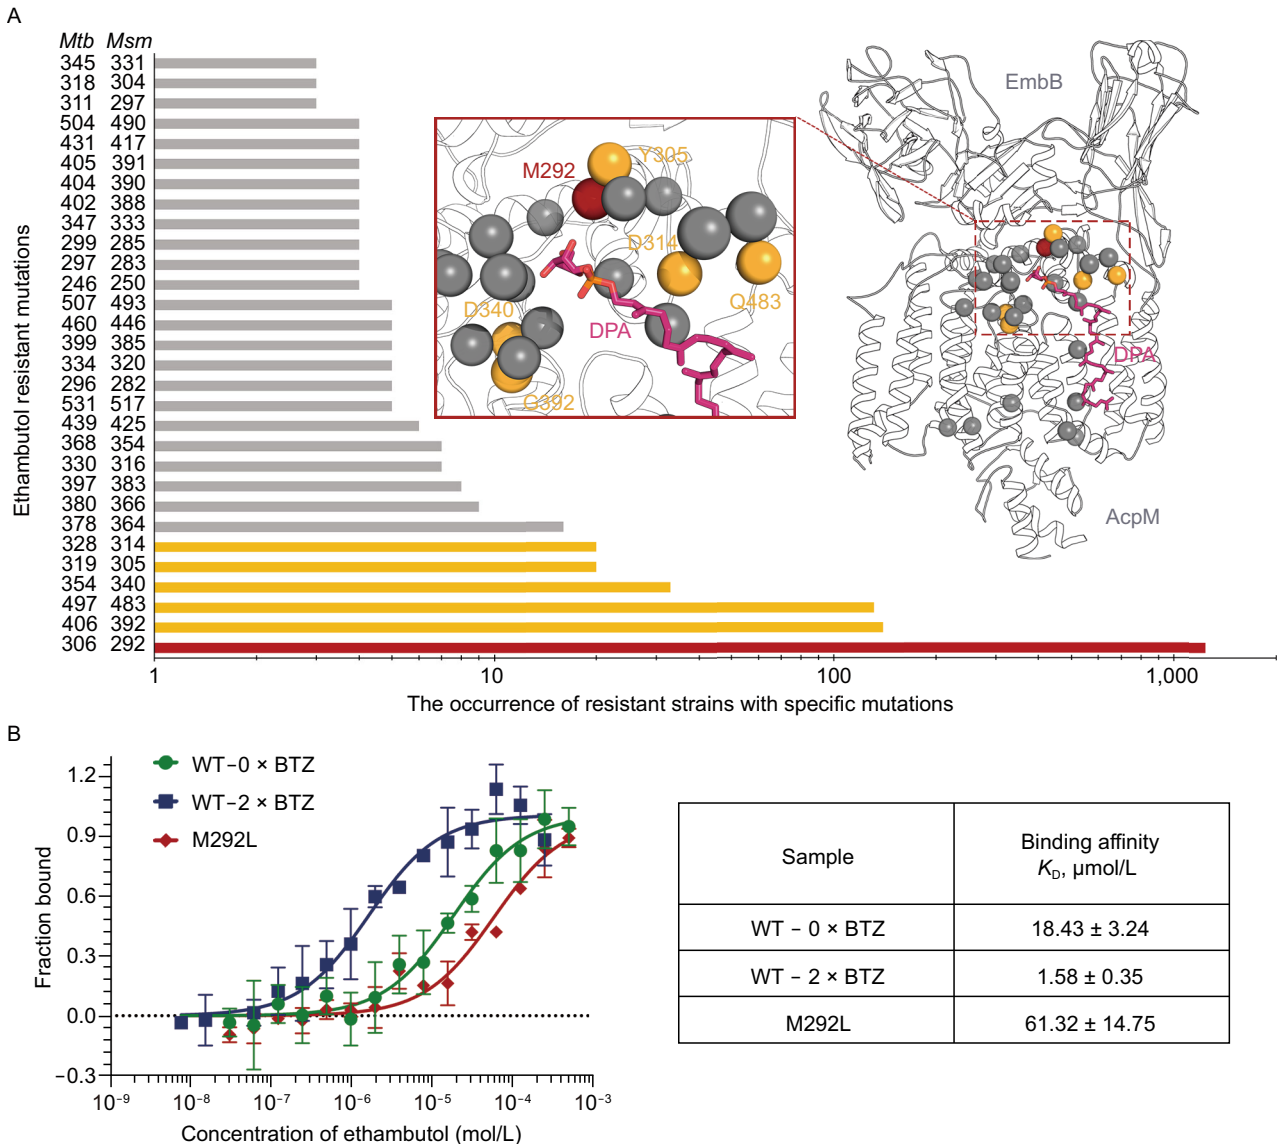 A
Mtb Msm
345 331
318 304
311 297
504 490
431 417
405 391
404 390
402 388
347 333
299 285
297 283
246 250
507 493
460 446
399 385
334 320
296 282
531 517
439 425
368 354
330 316
397 383
380 366
378 364
328 314
319 305
354 340
497 483
406 392
306 292
Ethambutol resistant mutations
1 10 100 1,000
The occurrence of resistant strains with specific mutations
M292
Y305
D314
Q483
D340
DPA
G392
EmbB
DPA
AcpM
B
WT−0 × BTZ
WT−2 × BTZ
M292L
1.2
0.9
0.6
0.3
0.0
−0.3
Fraction bound
10⁻⁹ 10⁻⁸ 10⁻⁷ 10⁻⁶ 10⁻⁵ 10⁻⁴ 10⁻³
Concentration of ethambutol (mol/L)
Sample Binding affinity
K_D, μmol/L
WT − 0 × BTZ 18.43 ± 3.24
WT − 2 × BTZ 1.58 ± 0.35
M292L 61.32 ± 14.75